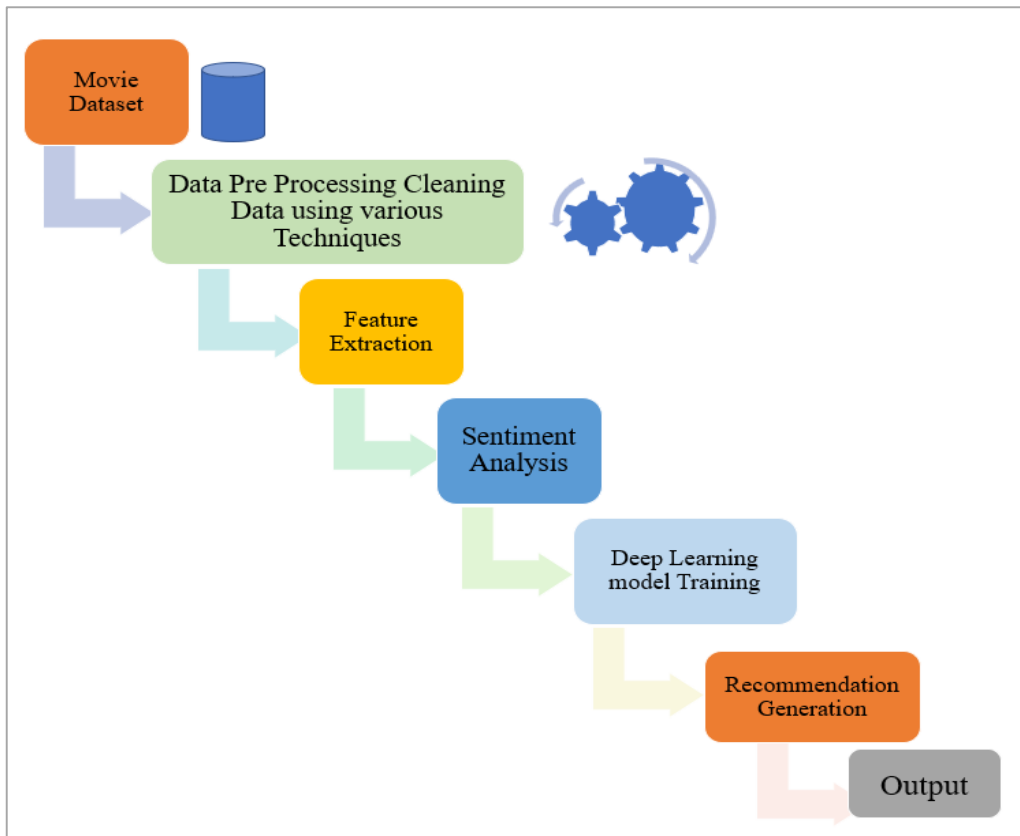 Movie
Dataset
Data Pre Processing Cleaning
Data using various
Techniques
Feature
Extraction
Sentiment
Analysis
Deep Learning
model Training
Recommendation
Generation
Output